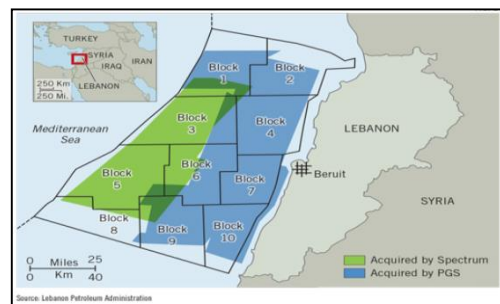 TURKEY
SYRIA
IRAQ
IRAN
LEBANON
250 Km
250 Mi.
Mediterranean
Sea
Block
1
Block
2
Block
3
Block
4
Block
5
Block
6
Block
7
Block
8
Block
9
Block
10
LEBANON
Beruit
SYRIA
0 Miles 25
0 Km 40
Acquired by Spectrum
Acquired by PGS
Source: Lebanon Petroleum Administration